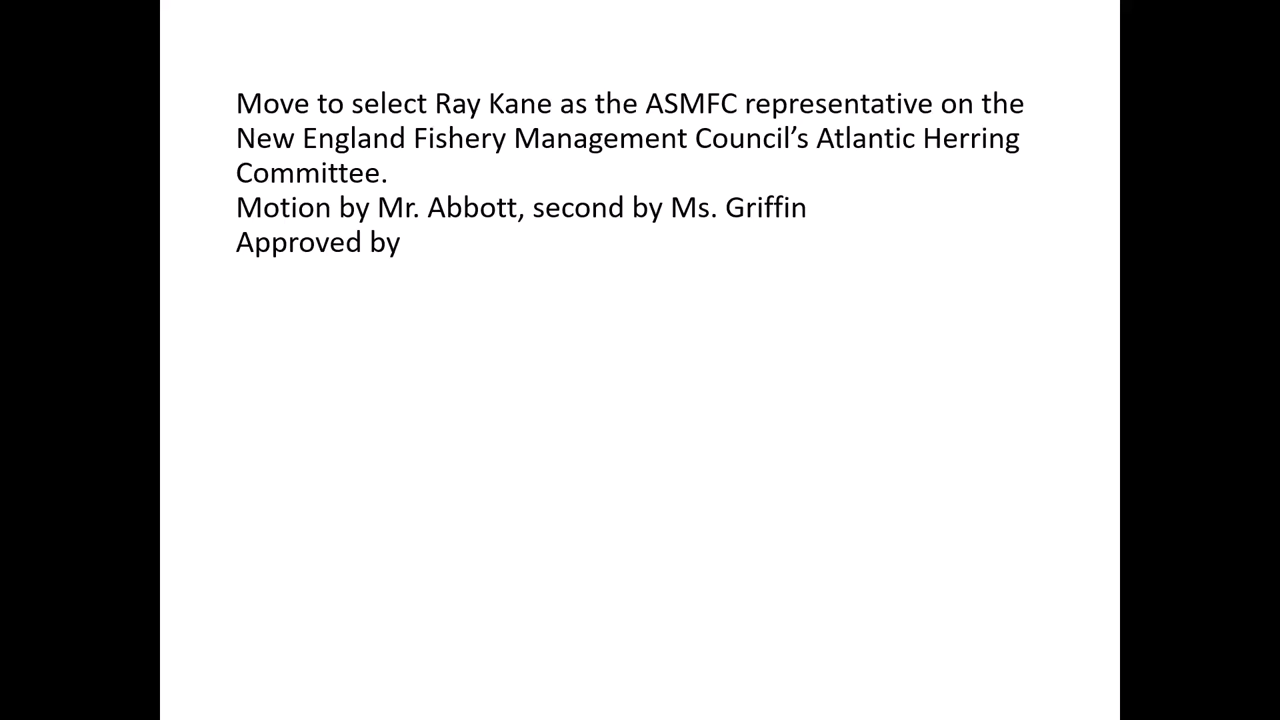 Move to select Ray Kane as the ASMFC representative on the
New England Fishery Management Council’s Atlantic Herring
Committee.
Motion by Mr. Abbott, second by Ms. Griffin
Approved by